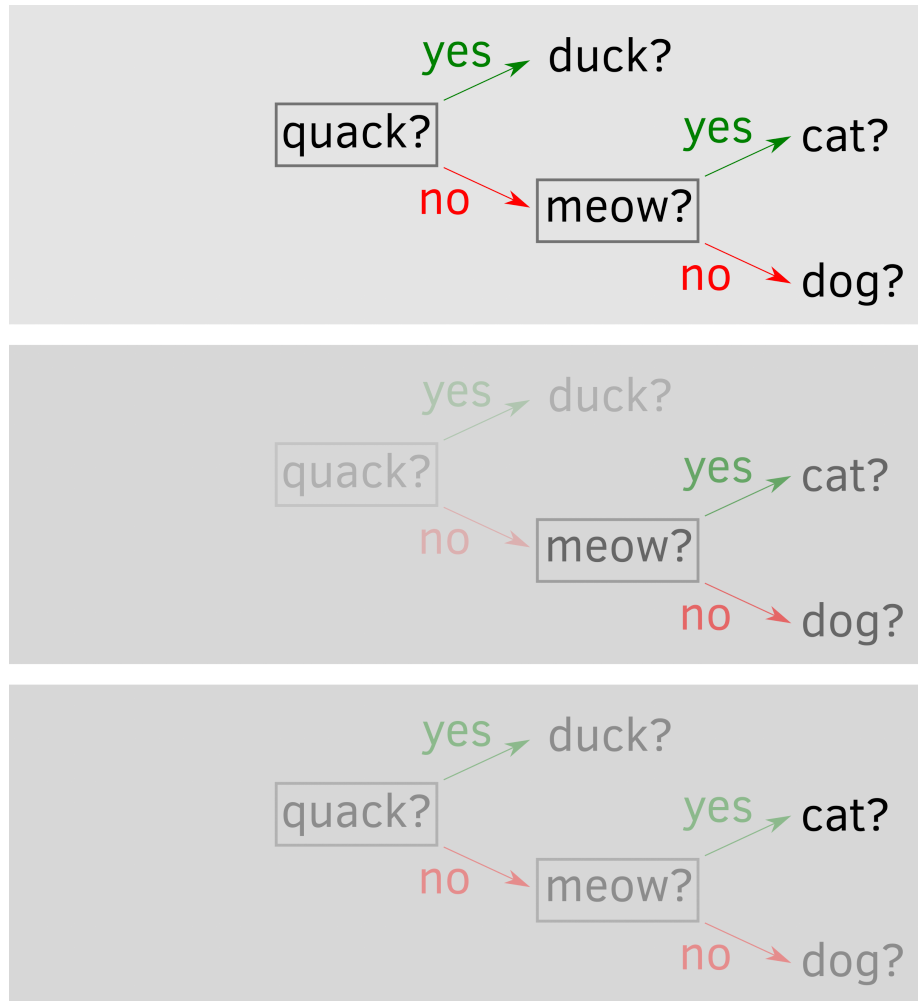 yes duck?
quack? yes cat?
no meow?
no dog?
yes duck?
quack? yes cat?
no meow?
no dog?
yes duck?
quack? yes cat?
no meow?
no dog?